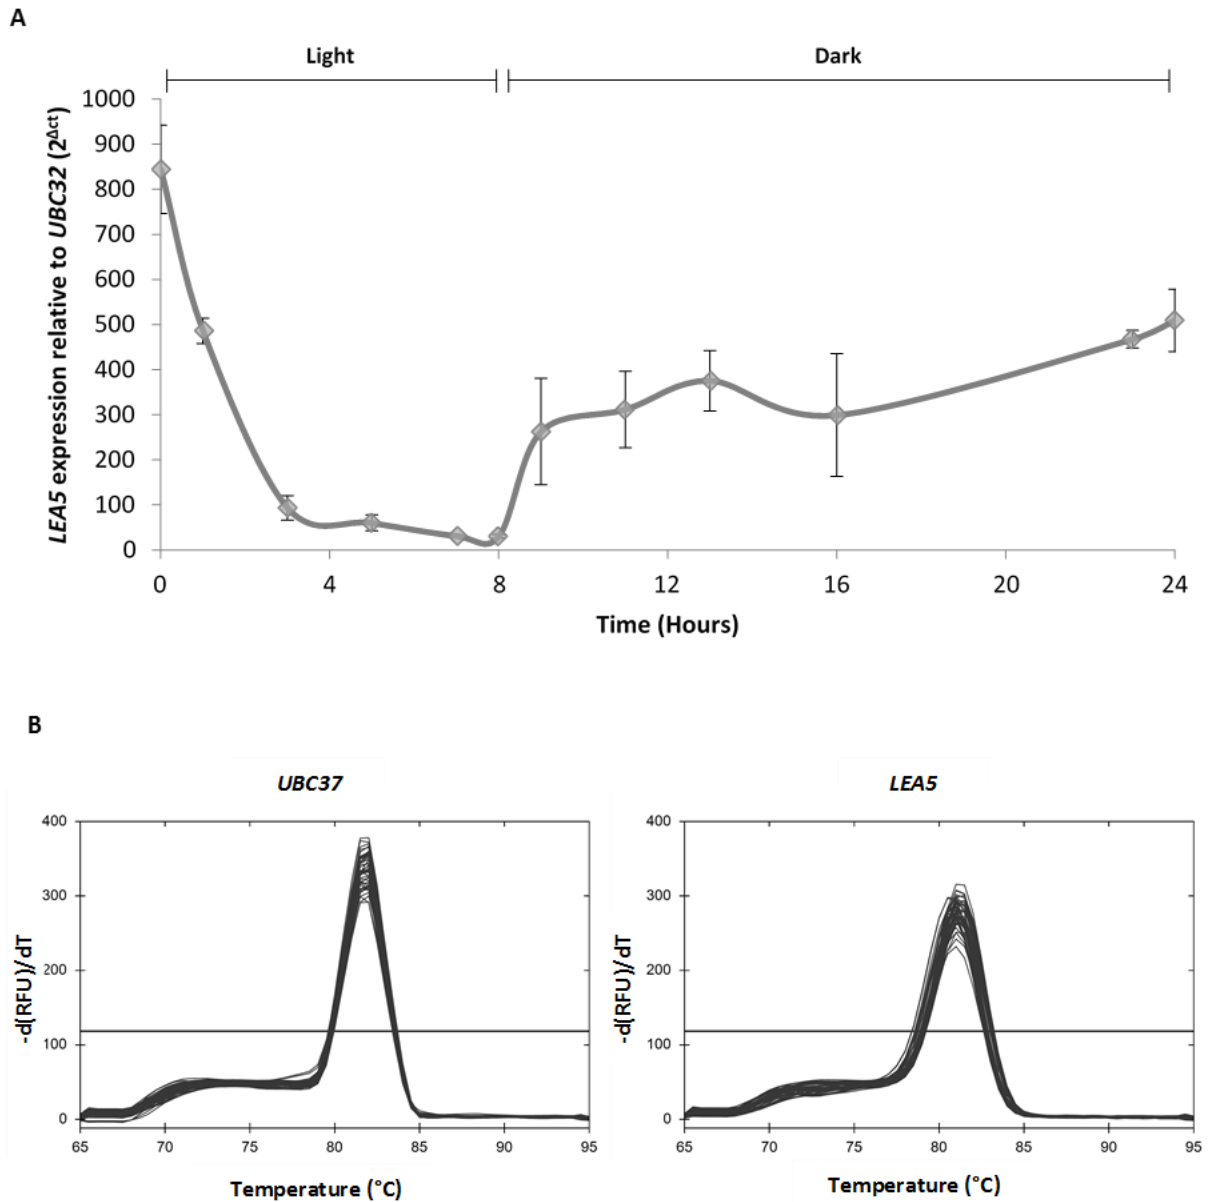 A
Light
Dark
LEA5 expression relative to UBC32 (2^Δct)
1000
900
800
700
600
500
400
300
200
100
0
0 4 8 12 16 20 24
Time (Hours)
B
UBC37
-d(RFU)/dT
400
300
200
100
0
65 70 75 80 85 90 95
Temperature (°C)
LEA5
-d(RFU)/dT
400
300
200
100
0
65 70 75 80 85 90 95
Temperature (°C)